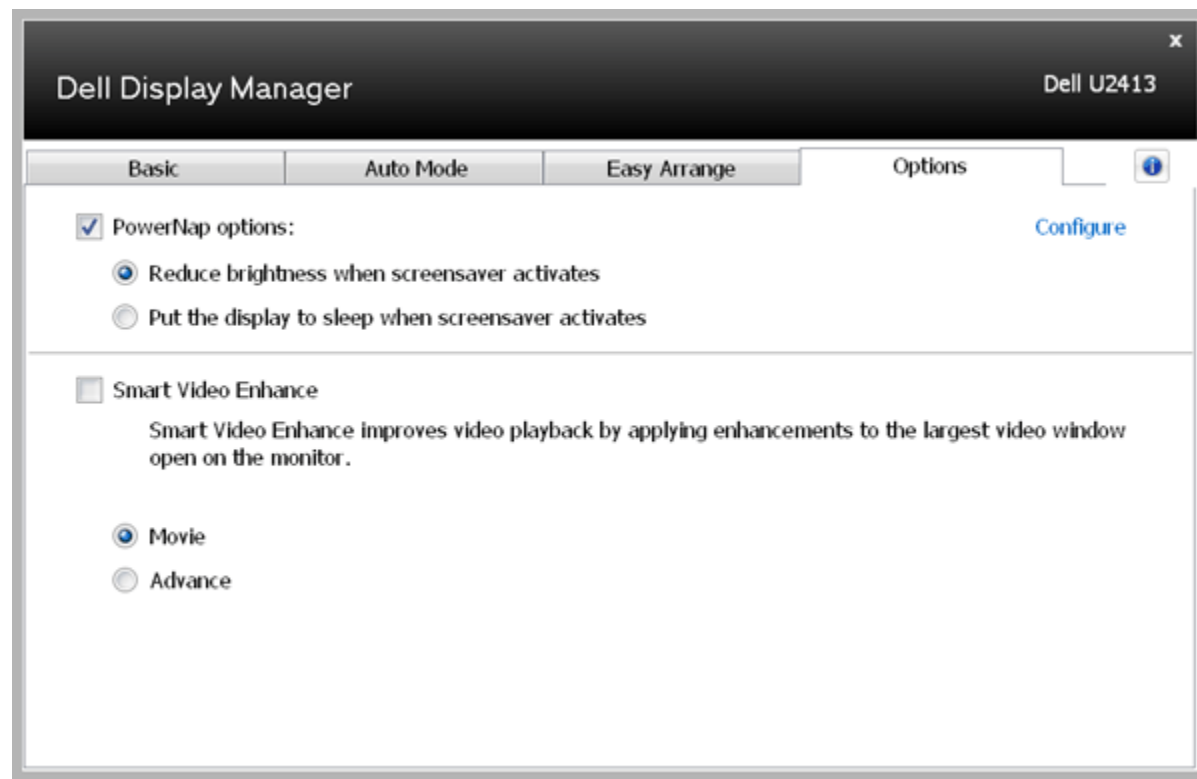 x
Dell Display Manager
Dell U2413
Basic
Auto Mode
Easy Arrange
Options
PowerNap options:
Configure
Reduce brightness when screensaver activates
Put the display to sleep when screensaver activates
Smart Video Enhance
Smart Video Enhance improves video playback by applying enhancements to the largest video window
open on the monitor.
Movie
Advance